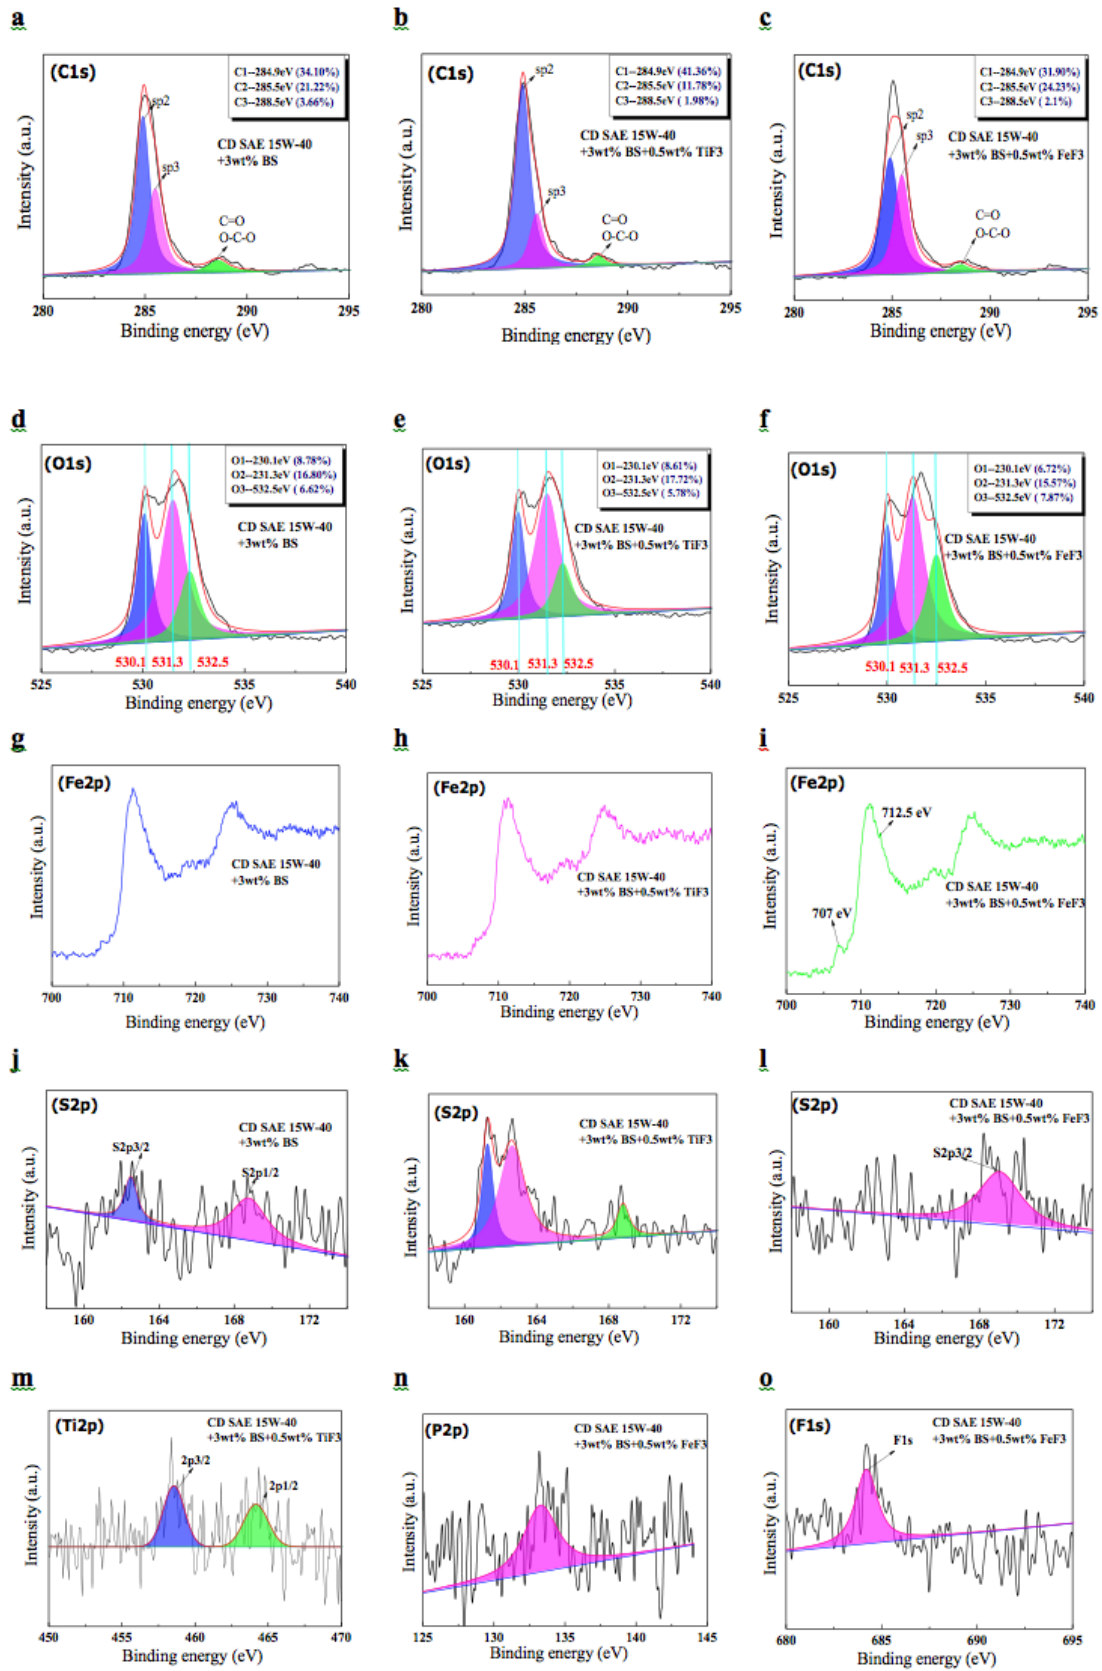 a
(C1s)
C1--284.9eV (34.10%)
C2--285.5eV (21.22%)
C3--288.5eV ( 3.66%)
sp2
sp3
CD SAE 15W-40
+3wt% BS
C=O
O-C-O
Intensity (a.u.)
280 285 290 295
Binding energy (eV)
b
(C1s)
C1--284.9eV (41.36%)
C2--285.5eV (11.78%)
C3--288.5eV ( 1.98%)
sp2
sp3
CD SAE 15W-40
+3wt% BS+0.5wt% TiF3
C=O
O-C-O
Intensity (a.u.)
280 285 290 295
Binding energy (eV)
c
(C1s)
C1--284.9eV (31.90%)
C2--285.5eV (24.23%)
C3--288.5eV ( 2.1%)
sp2
sp3
CD SAE 15W-40
+3wt% BS+0.5wt% FeF3
C=O
O-C-O
Intensity (a.u.)
280 285 290 295
Binding energy (eV)
d
(O1s)
O1--230.1eV (8.78%)
O2--231.3eV (16.80%)
O3--532.5eV ( 6.62%)
CD SAE 15W-40
+3wt% BS
530.1 531.3 532.5
Intensity (a.u.)
525 530 535 540
Binding energy (eV)
e
(O1s)
O1--230.1eV (8.61%)
O2--231.3eV (17.72%)
O3--532.5eV ( 5.78%)
CD SAE 15W-40
+3wt% BS+0.5wt% TiF3
530.1 531.3 532.5
Intensity (a.u.)
525 530 535 540
Binding energy (eV)
f
(O1s)
O1--230.1eV (6.72%)
O2--231.3eV (15.57%)
O3--532.5eV ( 7.87%)
CD SAE 15W-40
+3wt% BS+0.5wt% FeF3
530.1 531.3 532.5
Intensity (a.u.)
525 530 535 540
Binding energy (eV)
g
(Fe2p)
CD SAE 15W-40
+3wt% BS
Intensity (a.u.)
700 710 720 730 740
Binding energy (eV)
h
(Fe2p)
CD SAE 15W-40
+3wt% BS+0.5wt% TiF3
Intensity (a.u.)
700 710 720 730 740
Binding energy (eV)
i
(Fe2p)
712.5 eV
707 eV
CD SAE 15W-40
+3wt% BS+0.5wt% FeF3
Intensity (a.u.)
700 710 720 730 740
Binding energy (eV)
j
(S2p)
CD SAE 15W-40
+3wt% BS
S2p3/2
S2p1/2
Intensity (a.u.)
160 164 168 172
Binding energy (eV)
k
(S2p)
CD SAE 15W-40
+3wt% BS+0.5wt% TiF3
Intensity (a.u.)
160 164 168 172
Binding energy (eV)
l
(S2p)
CD SAE 15W-40
+3wt% BS+0.5wt% FeF3
S2p3/2
Intensity (a.u.)
160 164 168 172
Binding energy (eV)
m
(Ti2p)
CD SAE 15W-40
+3wt% BS+0.5wt% TiF3
2p3/2
2p1/2
Intensity (a.u.)
450 455 460 465 470
Binding energy (eV)
n
(P2p)
CD SAE 15W-40
+3wt% BS+0.5wt% FeF3
Intensity (a.u.)
125 130 135 140 145
Binding energy (eV)
o
(F1s)
CD SAE 15W-40
+3wt% BS+0.5wt% FeF3
F1s
Intensity (a.u.)
680 685 690 695
Binding energy (eV)